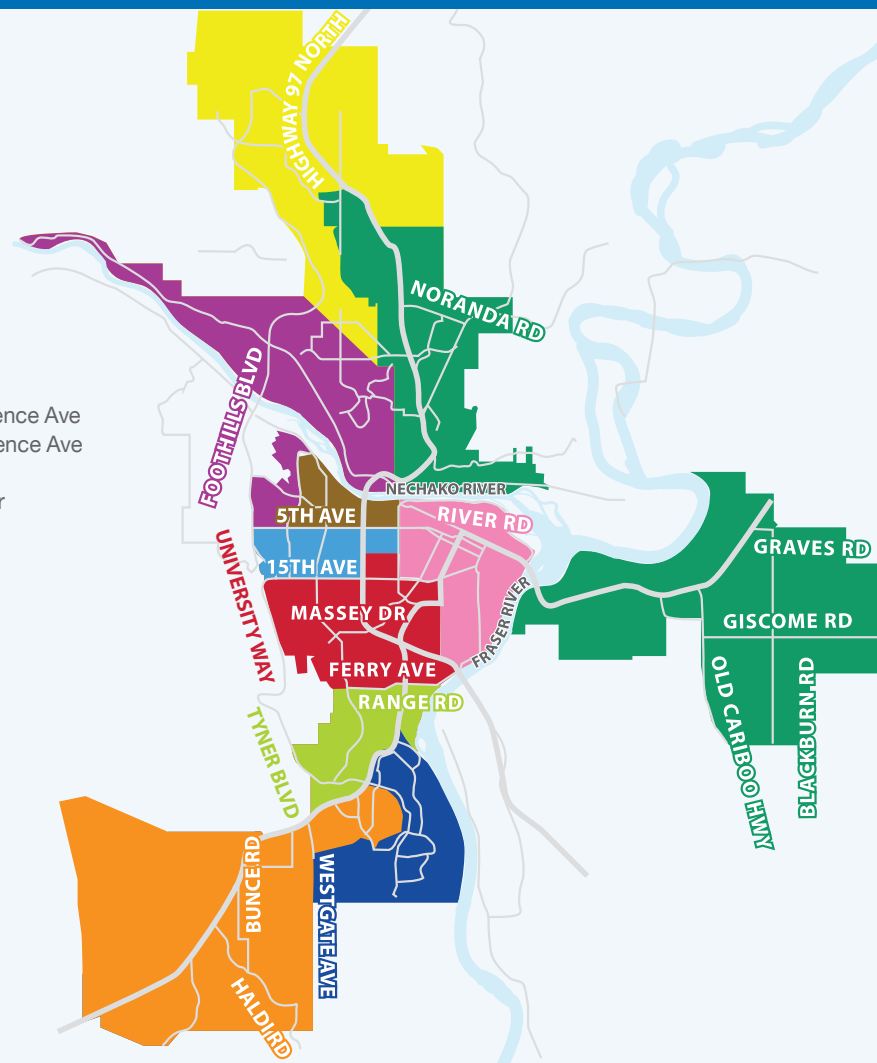 HIGHWAY 97 NORTH
NORANDA RD
FOOTHILLS BLVD
ence Ave
ence Ave
r
NECHAKO RIVER
5TH AVE
RIVER RD
UNIVERSITY WAY
15TH AVE
GRAVES RD
MASSEY DR
FRASER RIVER
GISCOME RD
FERRY AVE
RANGE RD
OLD CARIBOO HWY
BLACKBURN RD
TYNER BLVD
BUNCE RD
WESTGATE AVE
HALDI RD